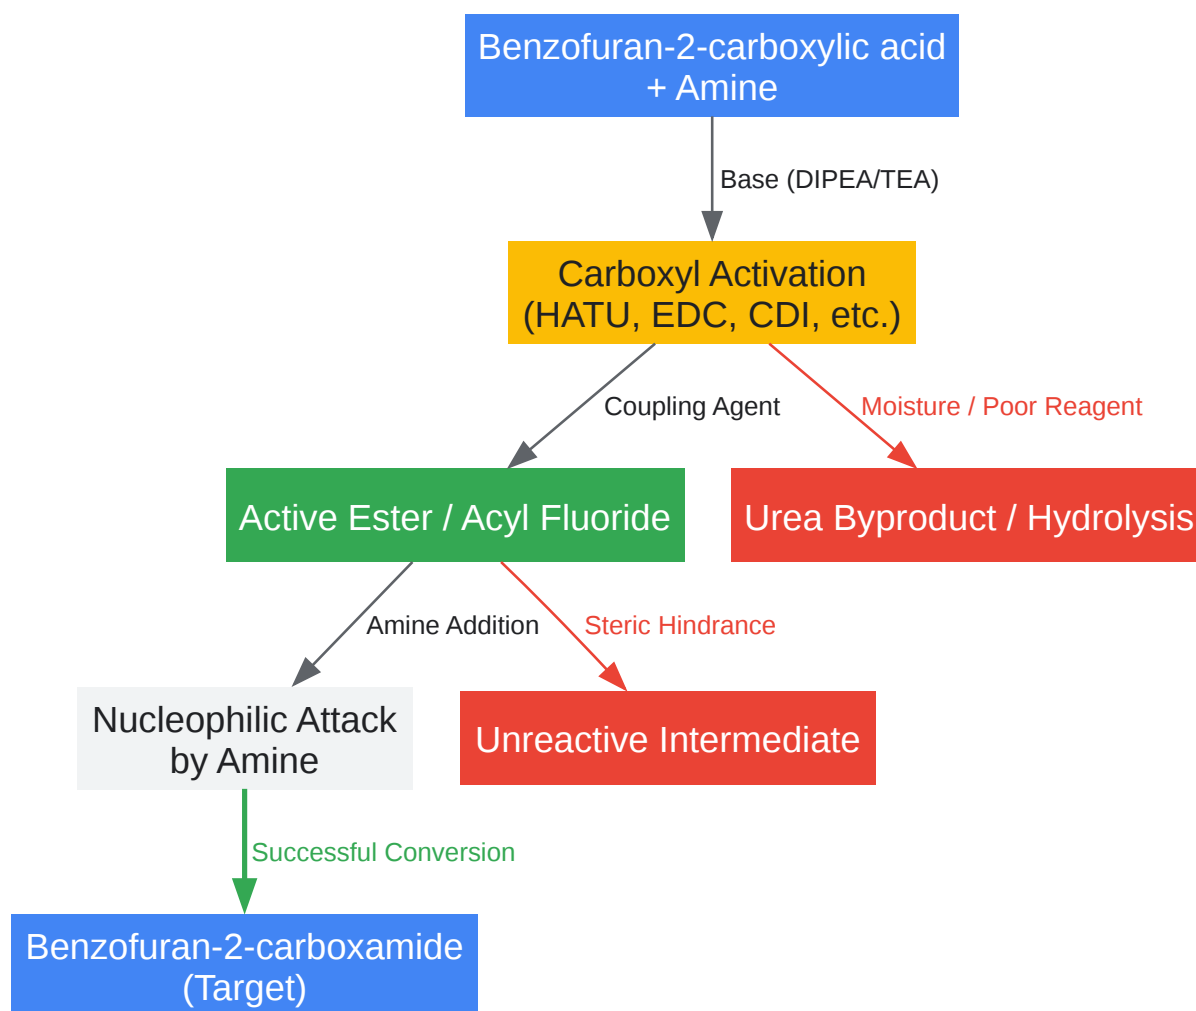 Benzofuran-2-carboxylic acid
+ Amine
Base (DIPEA/TEA)
Carboxyl Activation
(HATU, EDC, CDI, etc.)
Coupling Agent
Moisture / Poor Reagent
Active Ester / Acyl Fluoride
Urea Byproduct / Hydrolysis
Amine Addition
Steric Hindrance
Nucleophilic Attack
by Amine
Unreactive Intermediate
Successful Conversion
Benzofuran-2-carboxamide
(Target)